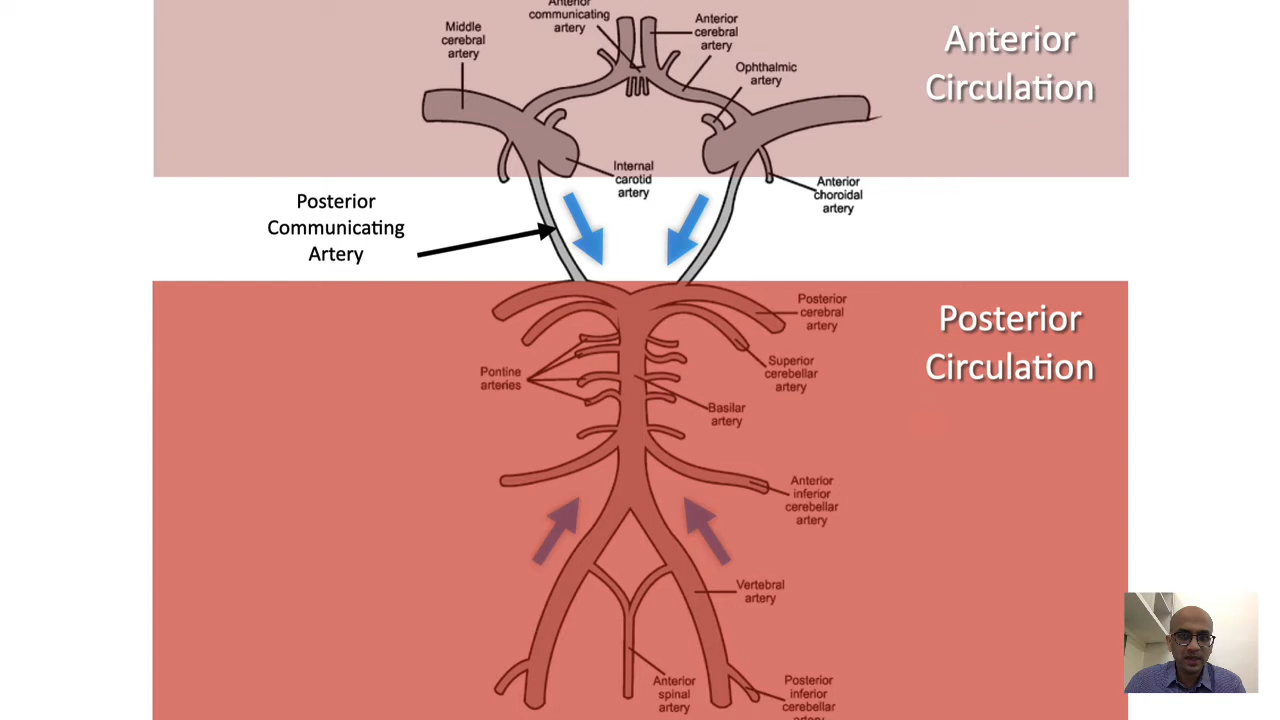 Anterior
communicating
artery
Anterior
cerebral
artery
Middle
cerebral
artery
Ophthalmic
artery
Anterior
Circulation
Internal
carotid
artery
Anterior
choroidal
artery
Posterior
Communicating
Artery
Posterior
cerebral
artery
Posterior
Circulation
Superior
cerebellar
artery
Pontine
arteries
Basilar
artery
Anterior
inferior
cerebellar
artery
Vertebral
artery
Anterior
spinal
artery
Posterior
inferior
cerebellar
artery